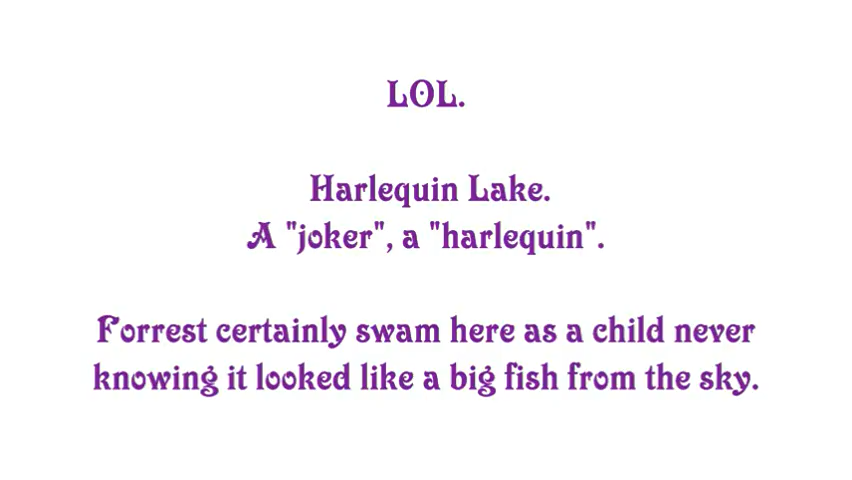 LOL.
Harlequin Lake.
A "joker", a "harlequin".
Forrest certainly swam here as a child never
knowing it looked like a big fish from the sky.